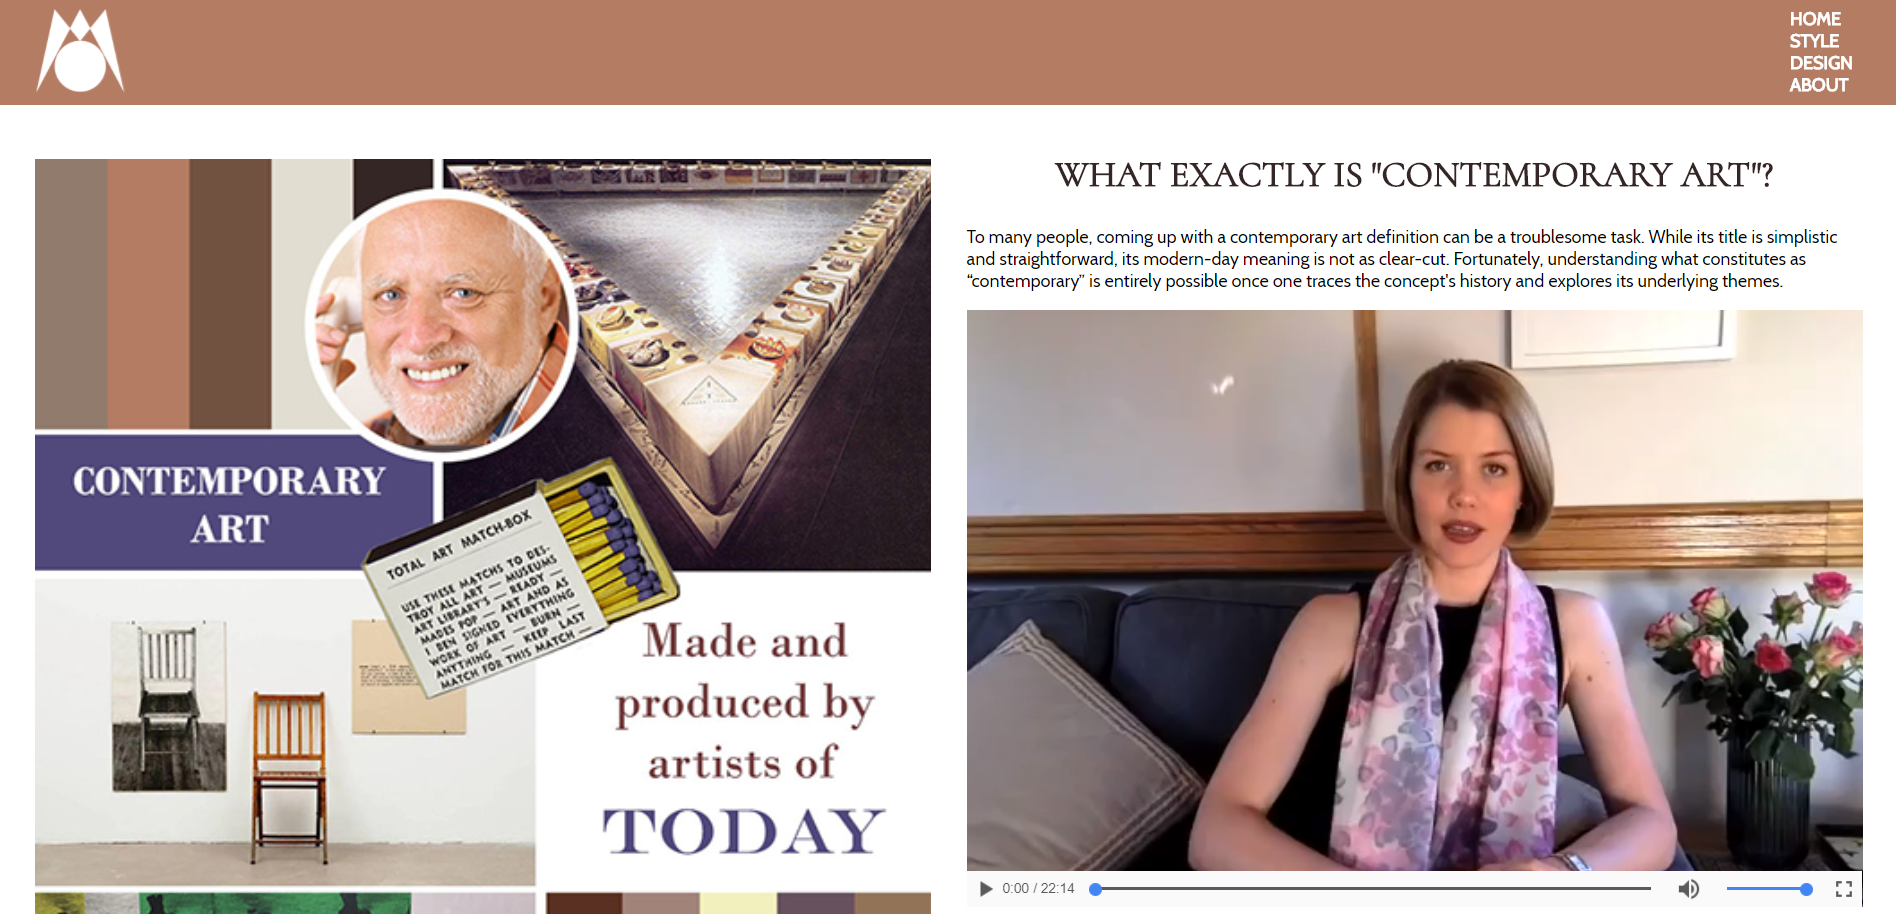 HOME
STYLE
DESIGN
ABOUT
WHAT EXACTLY IS "CONTEMPORARY ART"?
To many people, coming up with a contemporary art definition can be a troublesome task. While its title is simplistic
and straightforward, its modern-day meaning is not as clear-cut. Fortunately, understanding what constitutes as
“contemporary” is entirely possible once one traces the concept's history and explores its underlying themes.
CONTEMPORARY
ART
TOTAL ART MATCH-BOX
USE THESE MATCHS TO DES-
TROY ALL ART — MUSEUMS
ART LIBRARY'S — READY —
MADES POP — ART AND AS
I BEN SIGNED EVERYTHING
WORK OF ART — BURN —
ANYTHING — KEEP LAST
MATCH FOR THIS MATCH —
Made and
produced by
artists of
TODAY
0:00 / 22:14